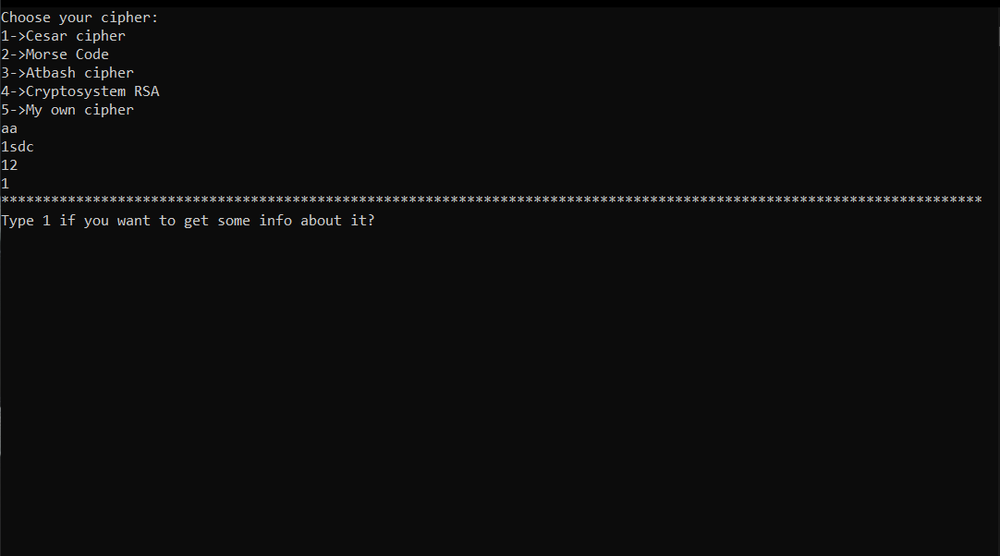 Choose your cipher:
1->Cesar cipher
2->Morse Code
3->Atbash cipher
4->Cryptosystem RSA
5->My own cipher
aa
1sdc
12
1
**********************************************************************************************************************
Type 1 if you want to get some info about it?